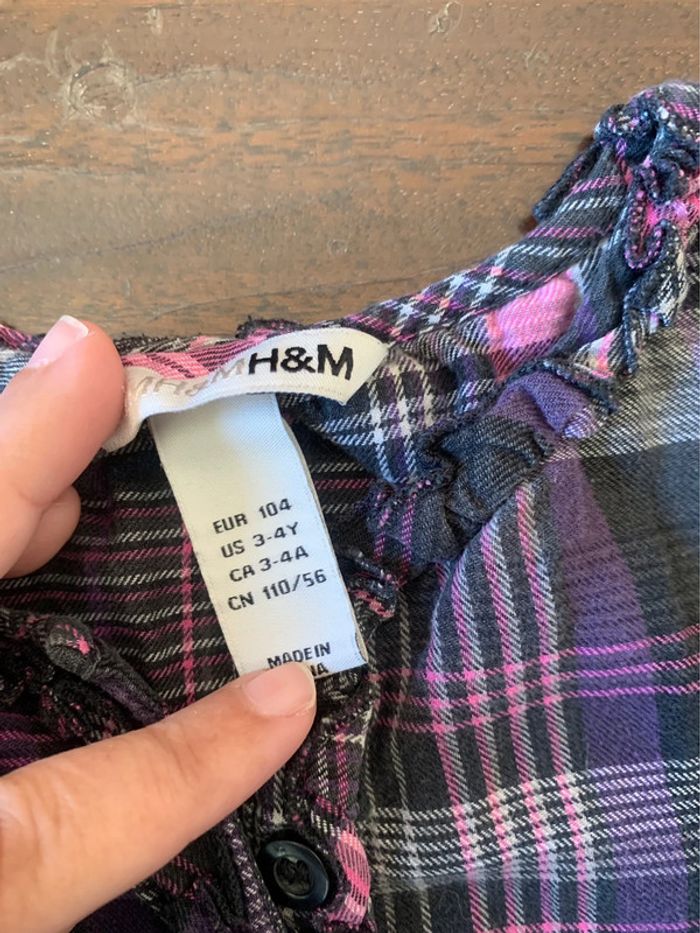 H&M
EUR 104
US 3-4Y
CA 3-4A
CN 110/56
MADE IN